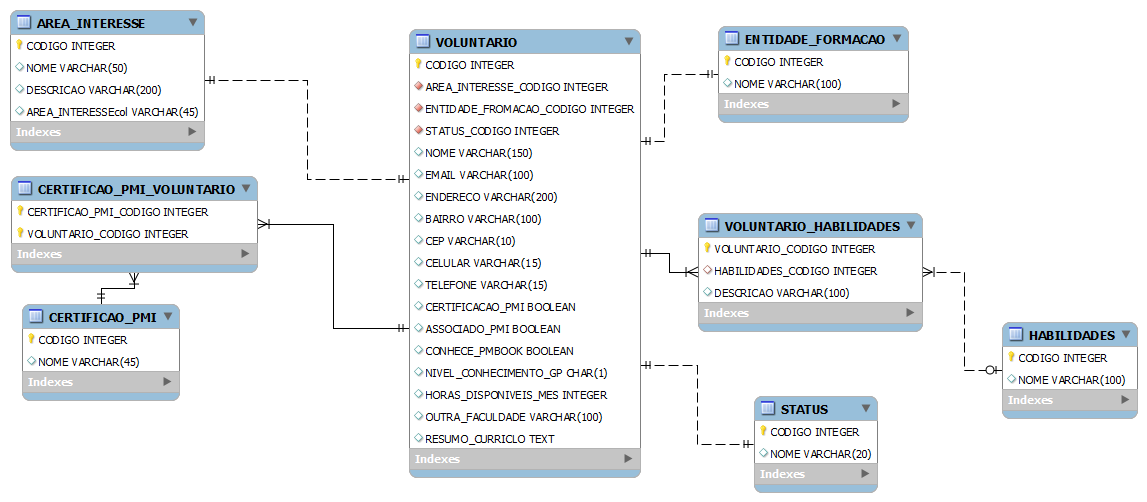 AREA_INTERESSE
CODIGO INTEGER
NOME VARCHAR(50)
DESCRICAO VARCHAR(200)
AREA_INTERESSEcol VARCHAR(45)
Indexes
CERTIFICAO_PMI_VOLUNTARIO
CERTIFICAO_PMI_CODIGO INTEGER
VOLUNTARIO_CODIGO INTEGER
Indexes
CERTIFICAO_PMI
CODIGO INTEGER
NOME VARCHAR(45)
Indexes
VOLUNTARIO
CODIGO INTEGER
AREA_INTERESSE_CODIGO INTEGER
ENTIDADE_FROMACAO_CODIGO INTEGER
STATUS_CODIGO INTEGER
NOME VARCHAR(150)
EMAIL VARCHAR(100)
ENDERECO VARCHAR(200)
BAIRRO VARCHAR(100)
CEP VARCHAR(10)
CELULAR VARCHAR(15)
TELEFONE VARCHAR(15)
CERTIFICACAO_PMI BOOLEAN
ASSOCIADO_PMI BOOLEAN
CONHECE_PMBOOK BOOLEAN
NIVEL_CONHECIMENTO_GP CHAR(1)
HORAS_DISPONIVEIS_MES INTEGER
OUTRA_FACULDADE VARCHAR(100)
RESUMO_CURRICLO TEXT
Indexes
ENTIDADE_FORMACAO
CODIGO INTEGER
NOME VARCHAR(100)
Indexes
VOLUNTARIO_HABILIDADES
VOLUNTARIO_CODIGO INTEGER
HABILIDADES_CODIGO INTEGER
DESCRICAO VARCHAR(100)
Indexes
HABILIDADES
CODIGO INTEGER
NOME VARCHAR(100)
Indexes
STATUS
CODIGO INTEGER
NOME VARCHAR(20)
Indexes